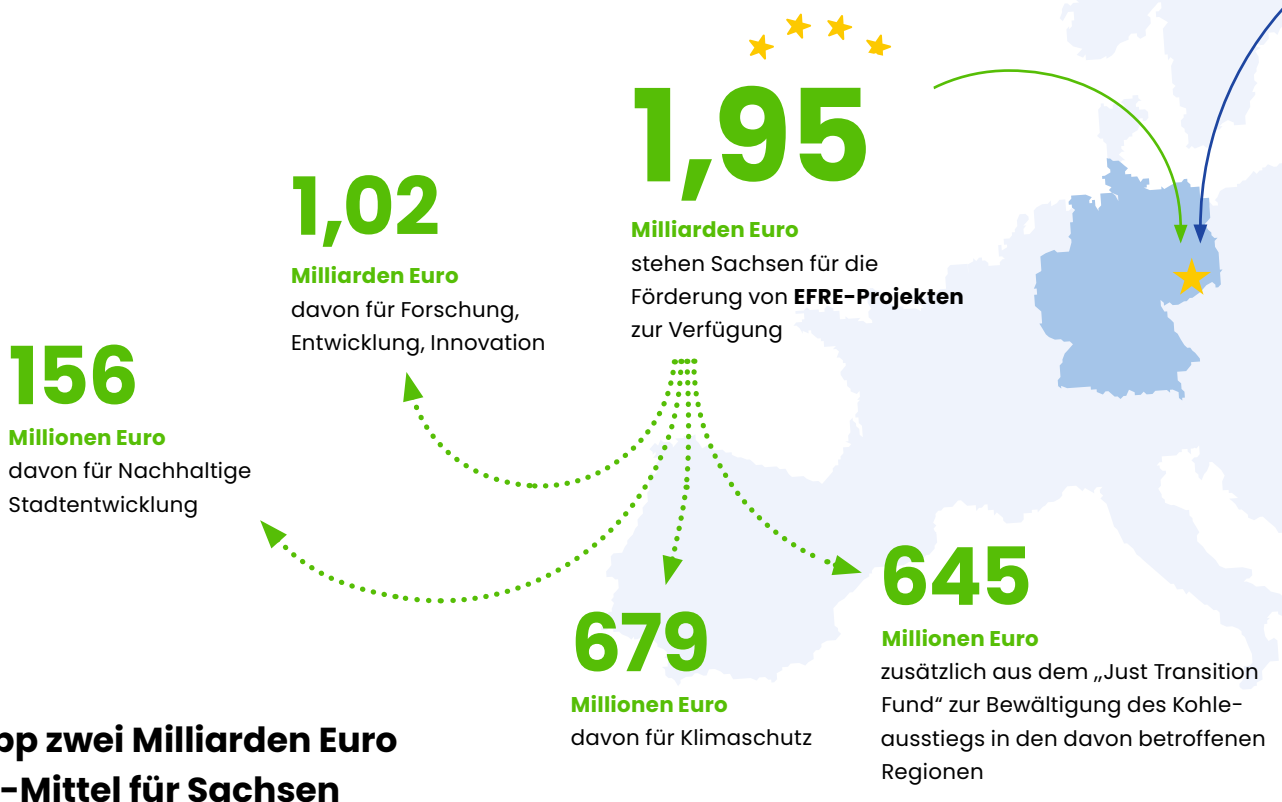 1,95
Milliarden Euro
stehen Sachsen für die
Förderung von EFRE-Projekten
zur Verfügung
1,02
Milliarden Euro
davon für Forschung,
Entwicklung, Innovation
156
Millionen Euro
davon für Nachhaltige
Stadtentwicklung
679
Millionen Euro
davon für Klimaschutz
645
Millionen Euro
zusätzlich aus dem „Just Transition
Fund“ zur Bewältigung des Kohle-
ausstiegs in den davon betroffenen
Regionen
zwei Milliarden Euro
-Mittel für Sachsen